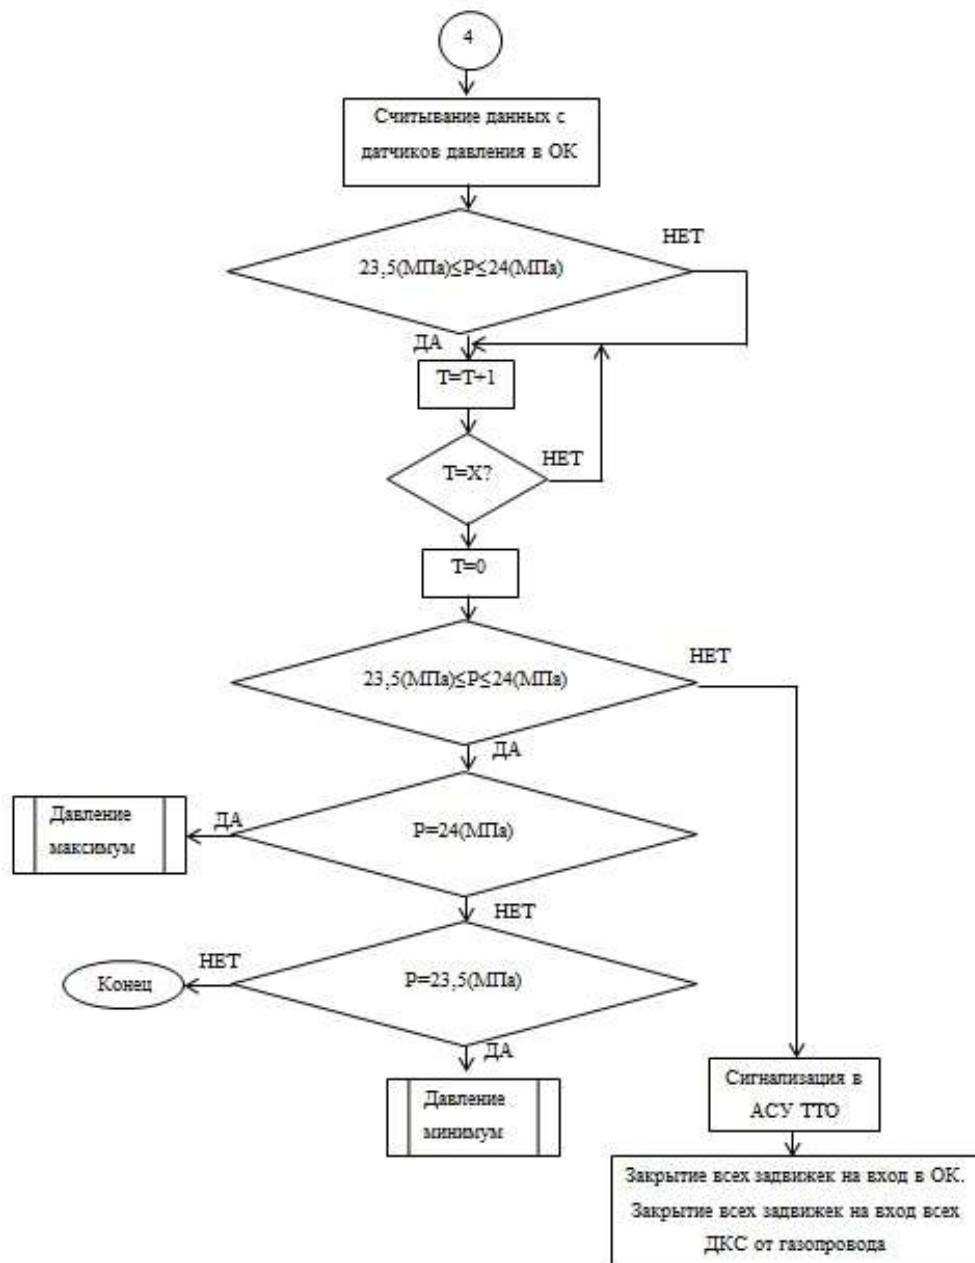 4
Считывание данных с
датчиков давления в ОК
23,5(МПа)≤P≤24(МПа)
НЕТ
ДА
T=T+1
T=X?
НЕТ
T=0
23,5(МПа)≤P≤24(МПа)
НЕТ
ДА
P=24(МПа)
ДА
Давление
максимум
НЕТ
P=23,5(МПа)
НЕТ
Конец
ДА
Давление
минимум
Сигнализация в
АСУ ТТО
Закрытие всех задвижек на вход в ОК.
Закрытие всех задвижек на вход всех
ДКС от газопровода